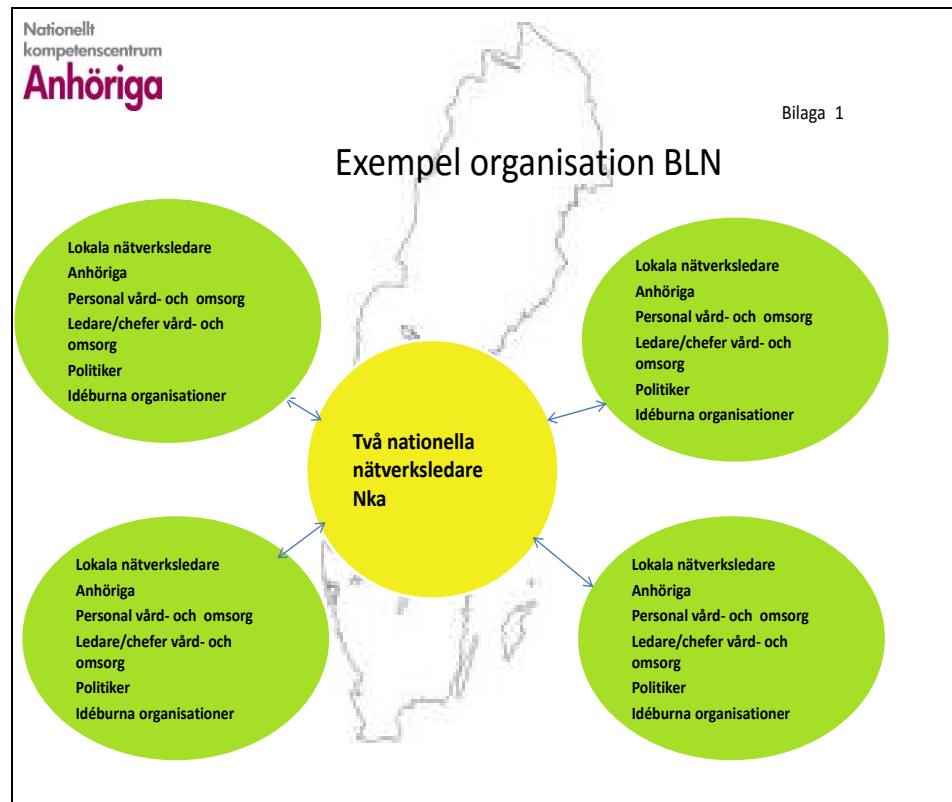 Nationellt
kompetenscentrum
Anhöriga
Bilaga 1
Exempel organisation BLN
Lokala nätverksledare
Anhöriga
Personal vård- och omsorg
Ledare/chefer vård- och
omsorg
Politiker
Idéburna organisationer
Lokala nätverksledare
Anhöriga
Personal vård- och omsorg
Ledare/chefer vård- och
omsorg
Politiker
Idéburna organisationer
Två nationella
nätverksledare
Nka
Lokala nätverksledare
Anhöriga
Personal vård- och omsorg
Ledare/chefer vård- och
omsorg
Politiker
Idéburna organisationer
Lokala nätverksledare
Anhöriga
Personal vård- och omsorg
Ledare/chefer vård- och
omsorg
Politiker
Idéburna organisationer